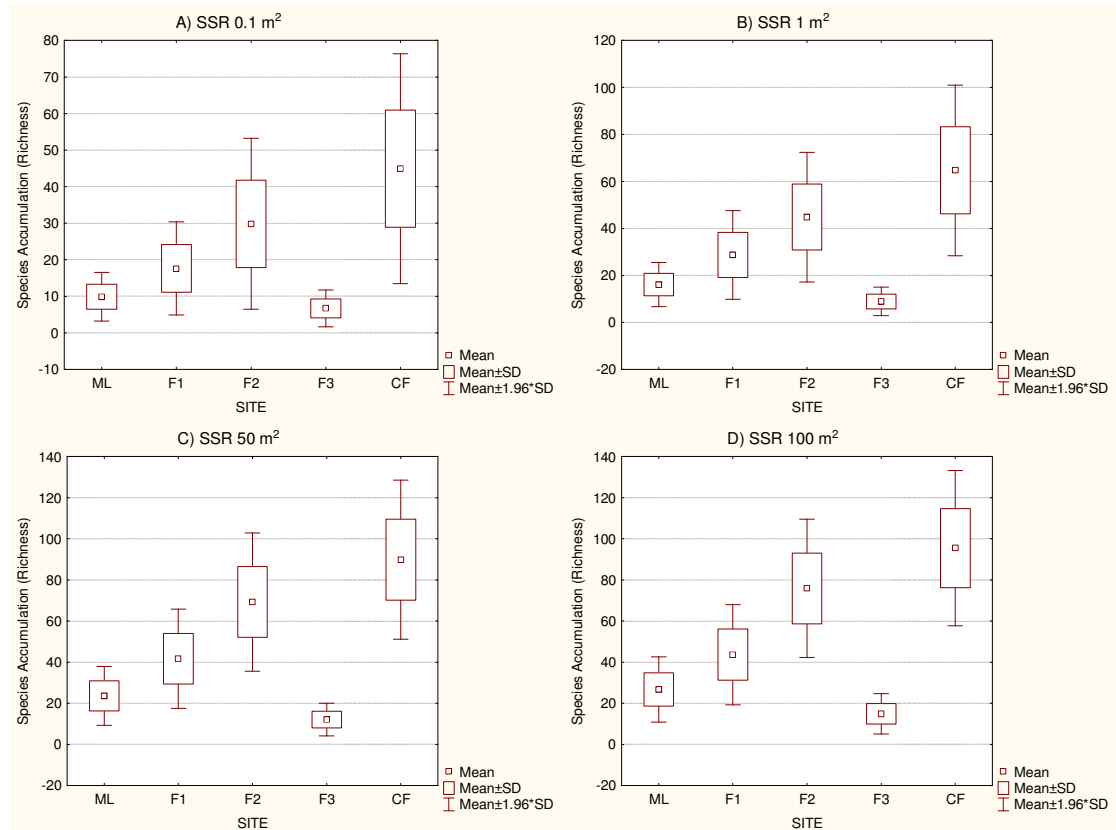 A) SSR 0.1 m²
Species Accumulation (Richness)
80
70
60
50
40
30
20
10
0
-10
ML F1 F2 F3 CF
SITE
Mean
Mean±SD
Mean±1.96*SD
B) SSR 1 m²
Species Accumulation (Richness)
120
100
80
60
40
20
0
-20
ML F1 F2 F3 CF
SITE
Mean
Mean±SD
Mean±1.96*SD
C) SSR 50 m²
Species Accumulation (Richness)
140
120
100
80
60
40
20
0
-20
ML F1 F2 F3 CF
SITE
Mean
Mean±SD
Mean±1.96*SD
D) SSR 100 m²
Species Accumulation (Richness)
140
120
100
80
60
40
20
0
-20
ML F1 F2 F3 CF
SITE
Mean
Mean±SD
Mean±1.96*SD